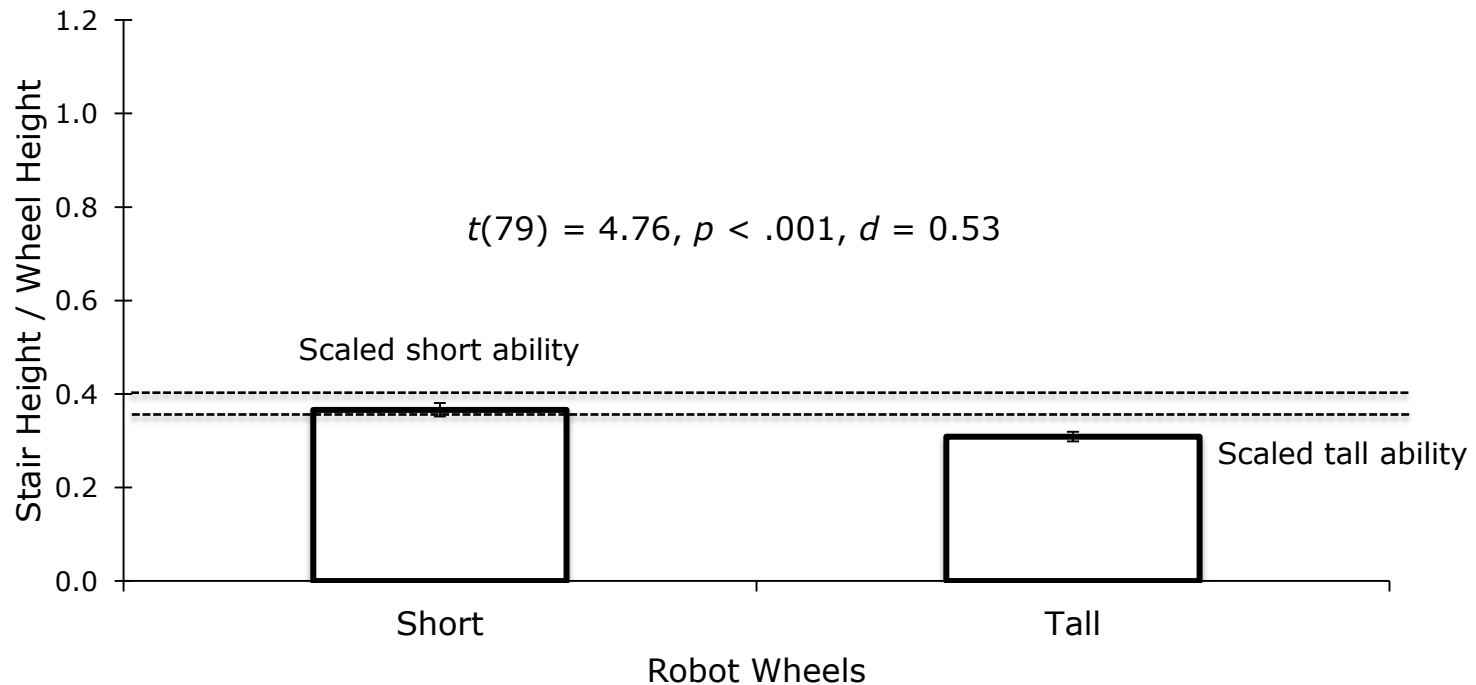 1.2
1.0
0.8
0.6
0.4
0.2
0.0
Stair Height / Wheel Height
t(79) = 4.76, p < .001, d = 0.53
Scaled short ability
Scaled tall ability
Short
Tall
Robot Wheels